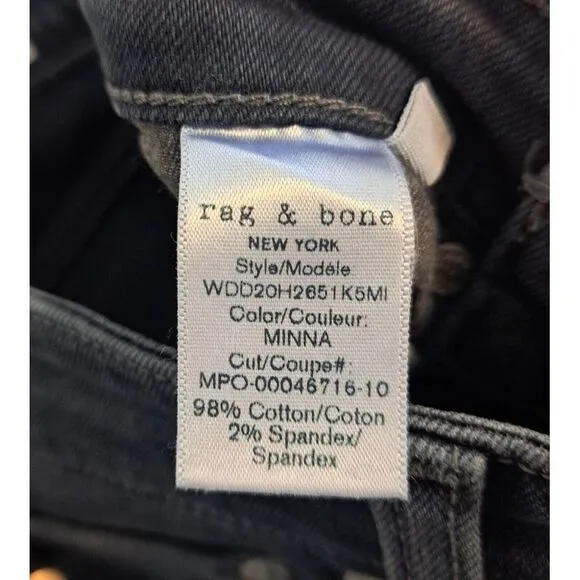 rag & bone
NEW YORK
Style/Modèle
WDD20H2651K5MI
Color/Couleur:
MINNA
Cut/Coupe#:
MPO-00046716-10
98% Cotton/Coton
2% Spandex/
Spandex